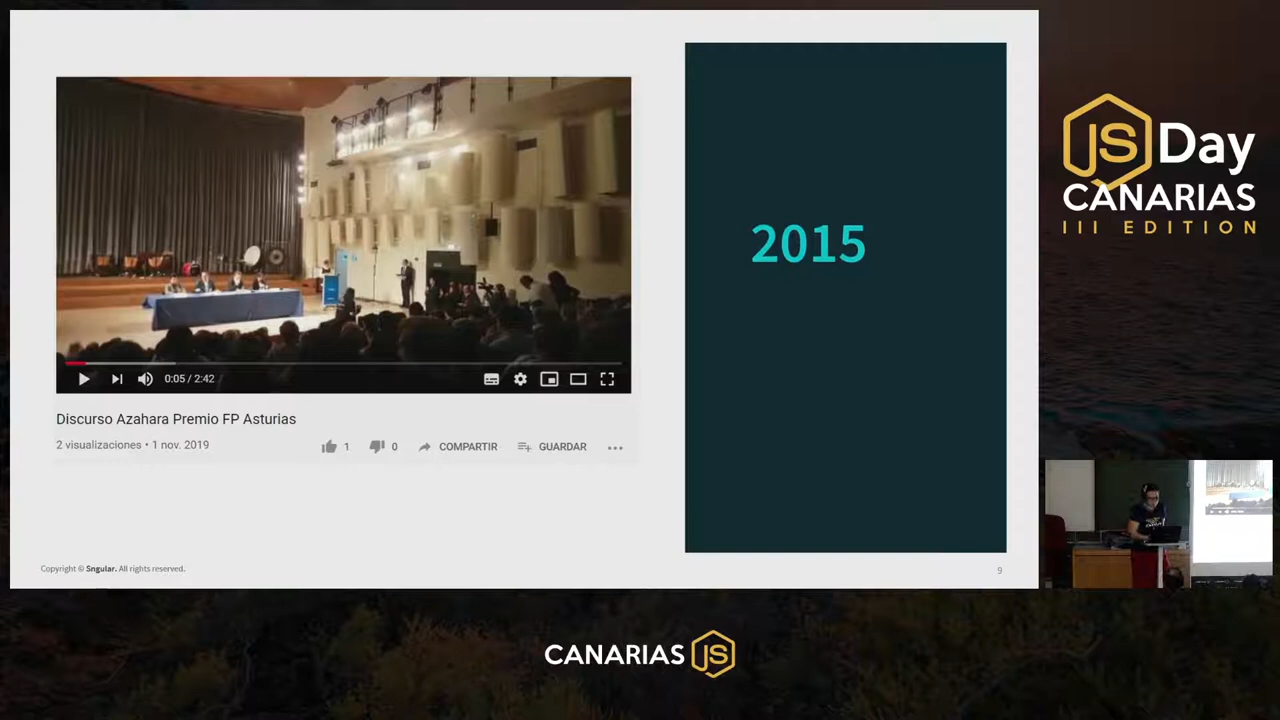 2015
0:05 / 2:42
Discurso Azahara Premio FP Asturias
2 visualizaciones • 1 nov. 2019
1
0
COMPARTIR
GUARDAR
Copyright © Sngular. All rights reserved.
9
JS Day
CANARIAS
III EDITION
CANARIAS JS